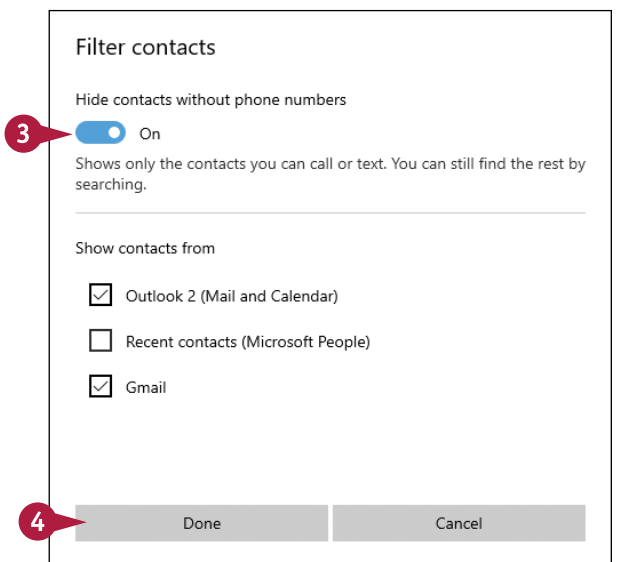 Filter contacts
Hide contacts without phone numbers
3
On
Shows only the contacts you can call or text. You can still find the rest by
searching.
Show contacts from
Outlook 2 (Mail and Calendar)
Recent contacts (Microsoft People)
Gmail
4
Done
Cancel